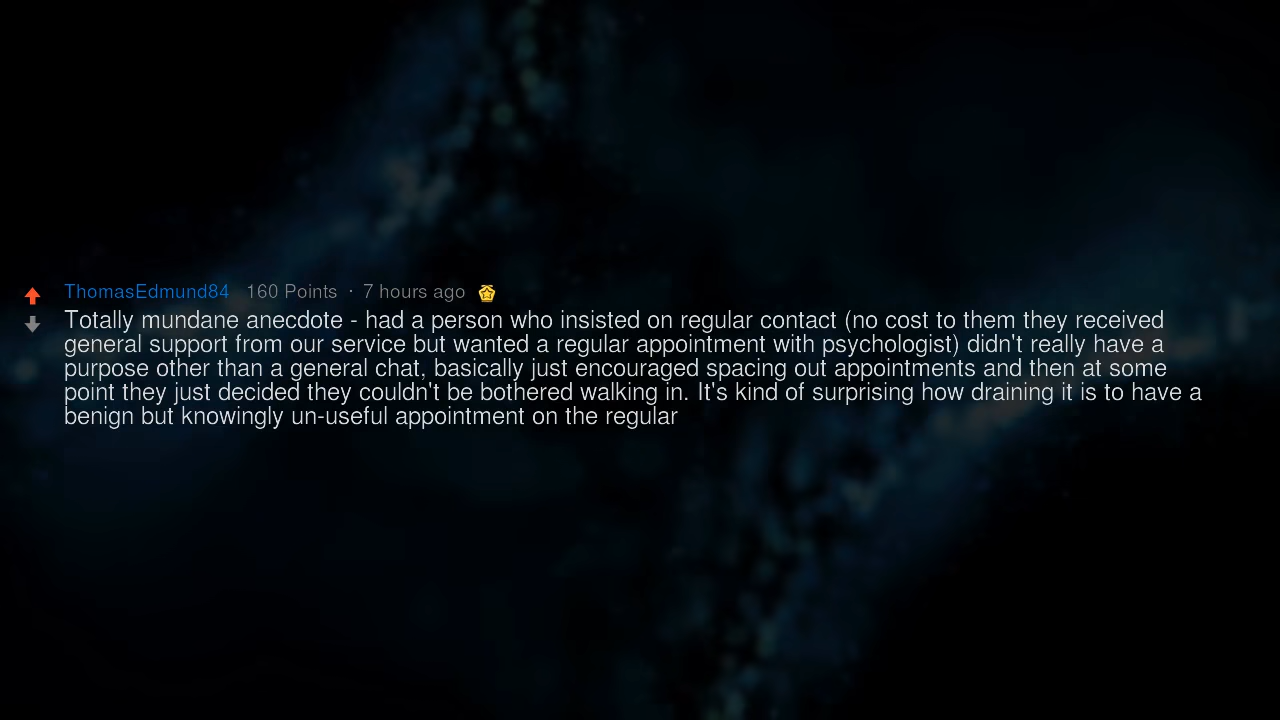 ThomasEdmund84 160 Points · 7 hours ago
Totally mundane anecdote - had a person who insisted on regular contact (no cost to them they received
general support from our service but wanted a regular appointment with psychologist) didn't really have a
purpose other than a general chat, basically just encouraged spacing out appointments and then at some
point they just decided they couldn't be bothered walking in. It's kind of surprising how draining it is to have a
benign but knowingly un-useful appointment on the regular